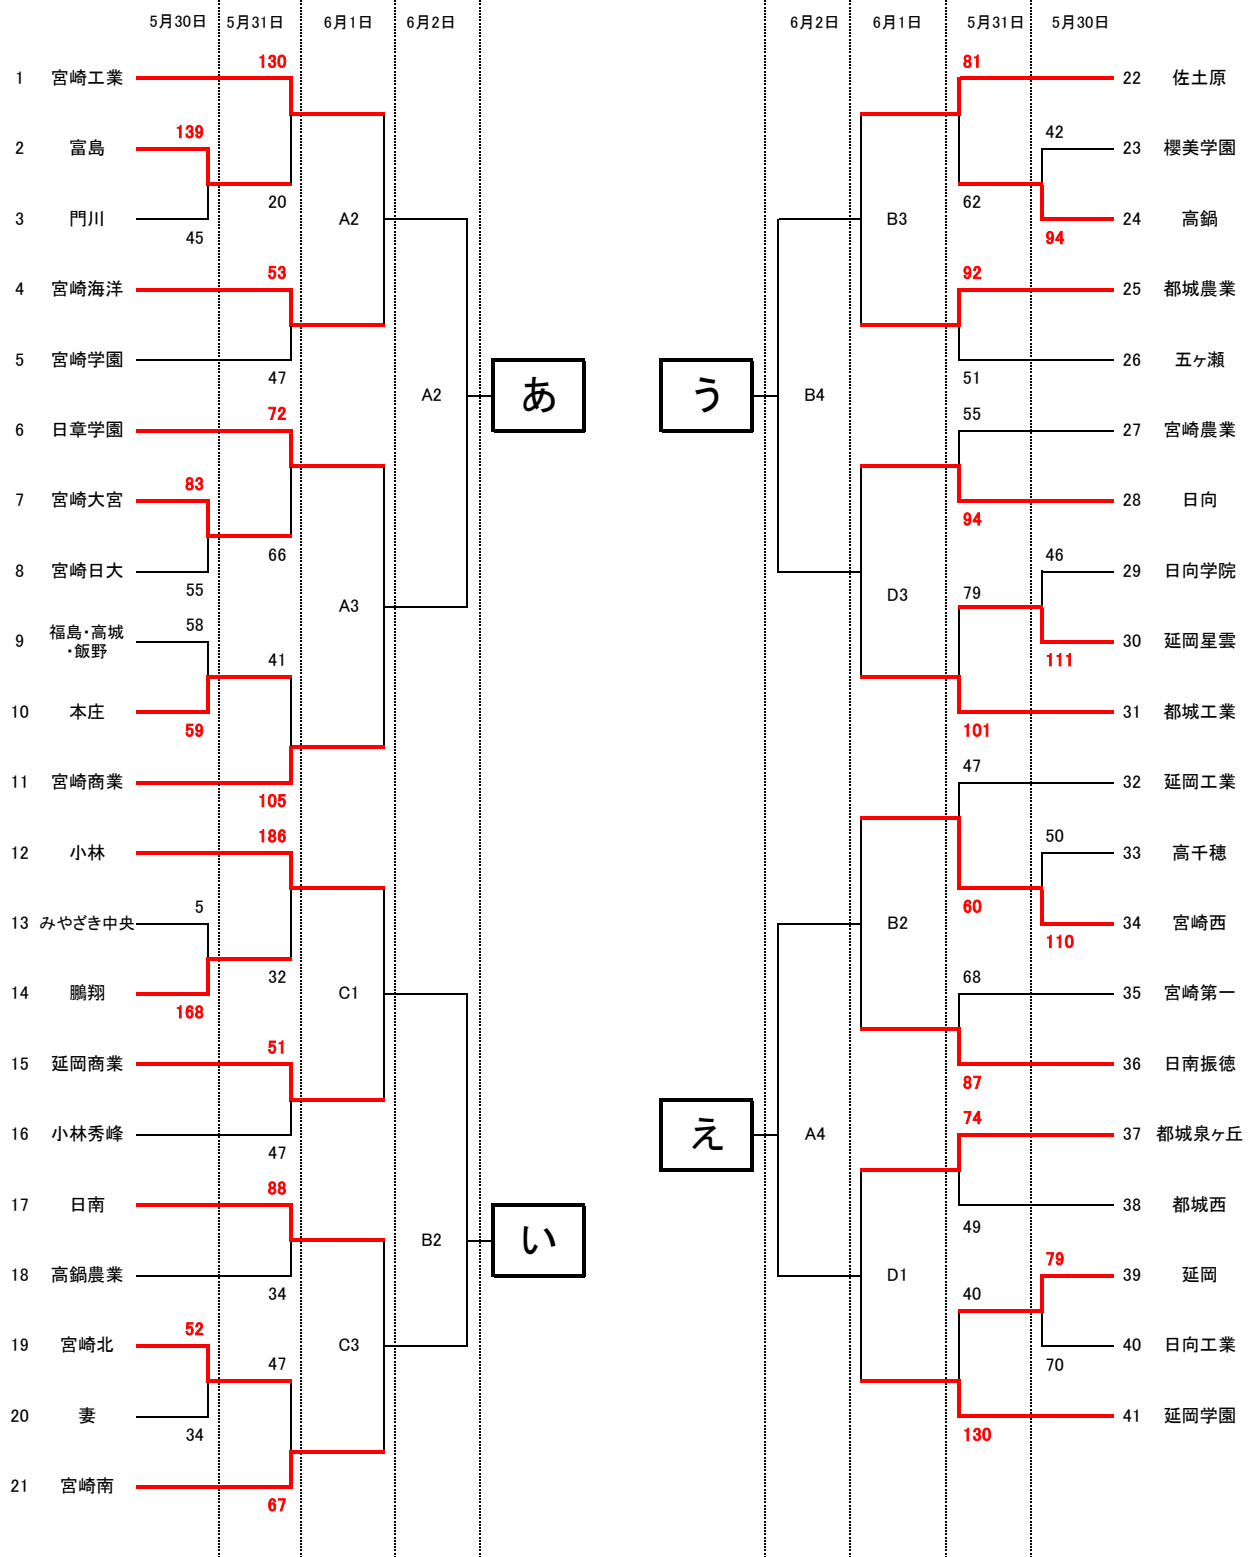 5月30日 5月31日 6月1日 6月2日
6月2日 6月1日 5月31日 5月30日
130
1 宮崎工業
139
2 富島
20
3 門川
A2
45
53
4 宮崎海洋
5 宮崎学園
47
A2
あ
72
6 日章学園
83
7 宮崎大宮
66
8 宮崎日大
55
A3
58
9 福島・高城
・飯野
41
10 本庄
59
11 宮崎商業
105
186
12 小林
5
13 みやざき中央
32
14 鵬翔
C1
168
51
15 延岡商業
16 小林秀峰
47
88
17 日南
B2
い
18 高鍋農業
34
52
19 宮崎北
C3
47
20 妻
34
21 宮崎南
67
81
22 佐土原
42
23 櫻美学園
62
B3
24 高鍋
94
92
25 都城農業
26 五ヶ瀬
51
う
B4
55
27 宮崎農業
28 日向
94
46
29 日向学院
D3
79
30 延岡星雲
111
31 都城工業
101
47
32 延岡工業
50
33 高千穂
60
B2
34 宮崎西
110
68
35 宮崎第一
36 日南振徳
87
74
え
A4
37 都城泉ヶ丘
38 都城西
49
79
D1
39 延岡
40
40 日向工業
70
41 延岡学園
130